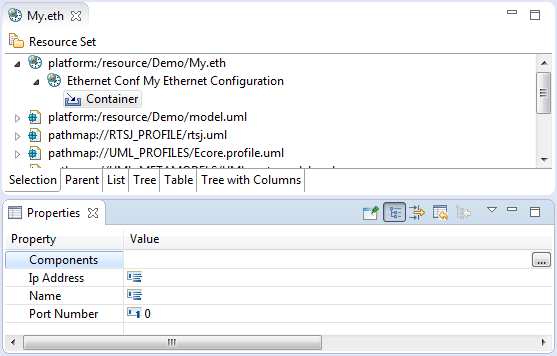 My.eth
Resource Set
platform:/resource/Demo/My.eth
Ethernet Conf My Ethernet Configuration
Container
platform:/resource/Demo/model.uml
pathmap://RTSJ_PROFILE/rtsj.uml
pathmap://UML_PROFILES/Ecore.profile.uml
Selection Parent List Tree Table Tree with Columns
Properties
Property Value
Components ...
Ip Address
Name
Port Number 0